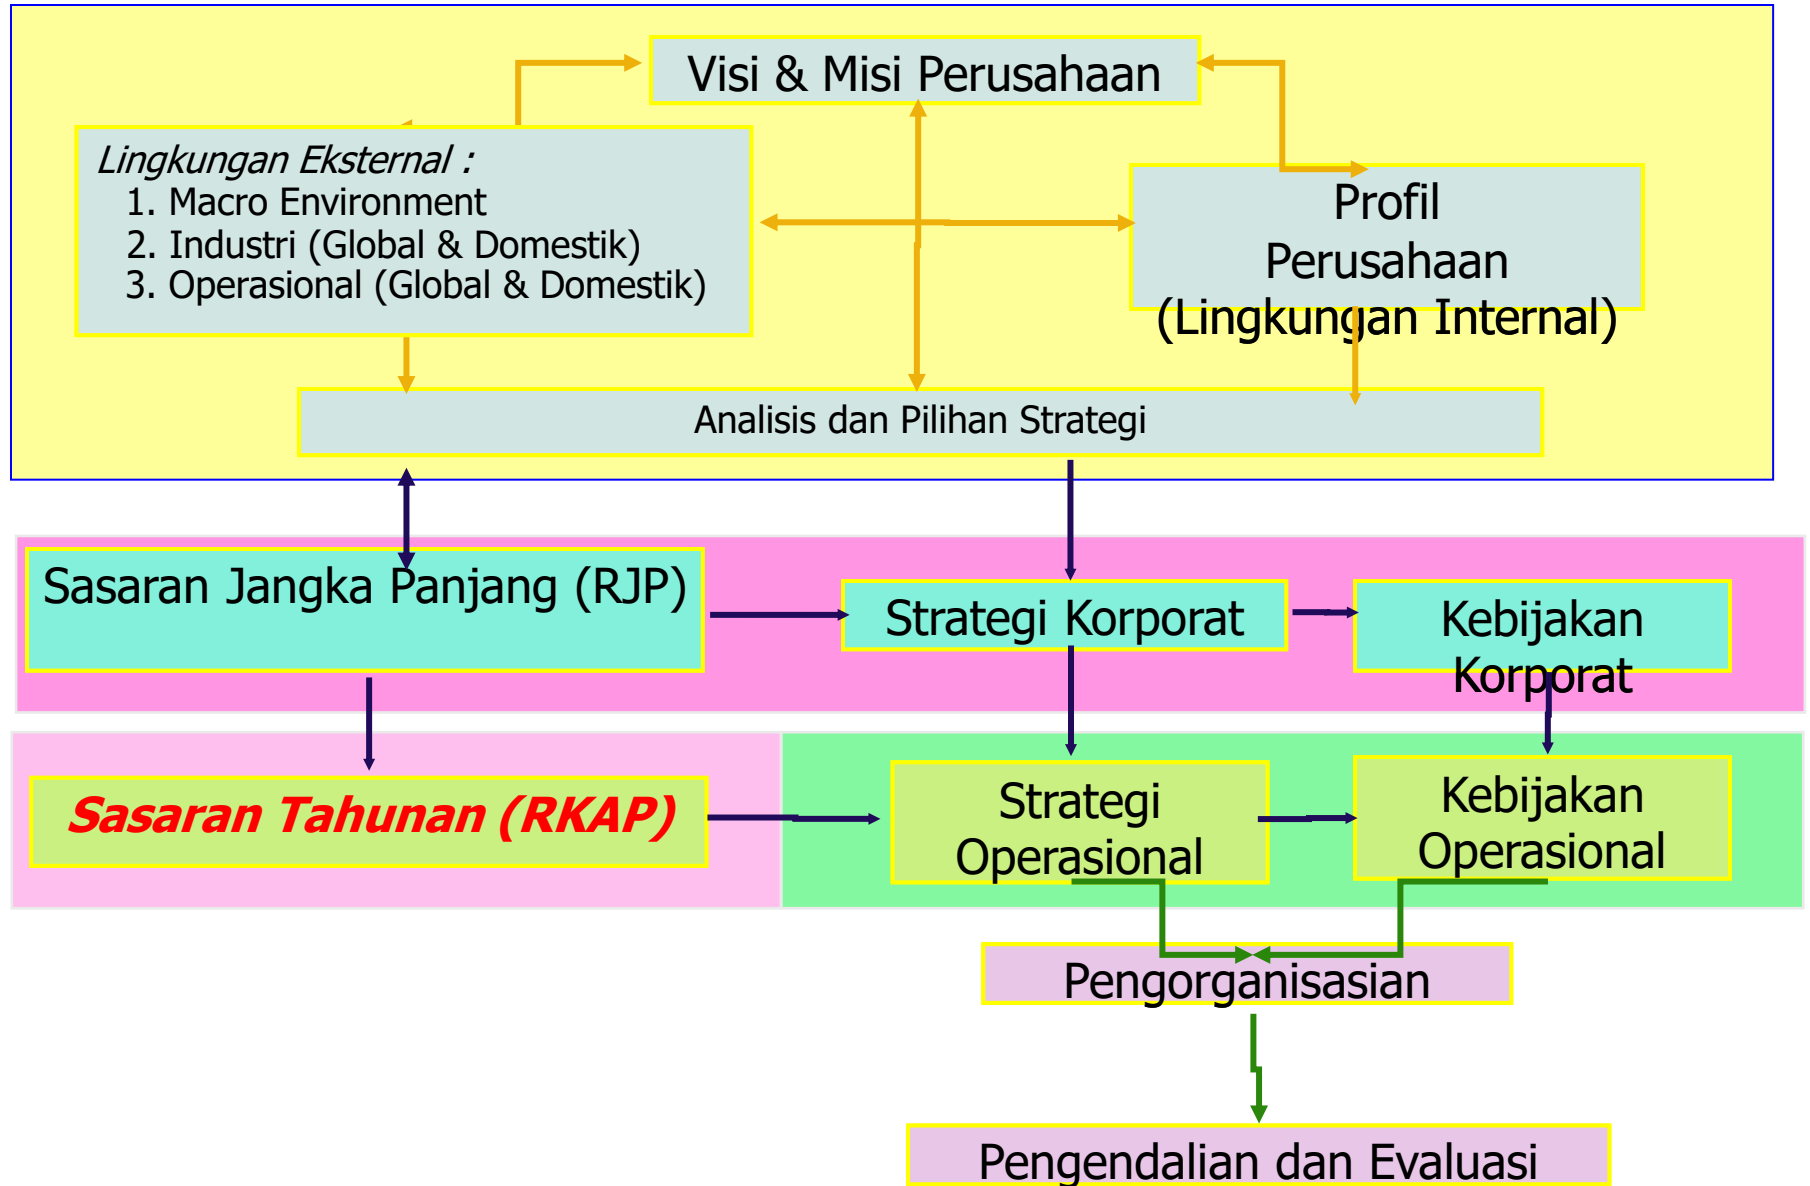 Visi & Misi Perusahaan
Lingkungan Eksternal :
1. Macro Environment
2. Industri (Global & Domestik)
3. Operasional (Global & Domestik)
Profil
Perusahaan
(Lingkungan Internal)
Analisis dan Pilihan Strategi
Sasaran Jangka Panjang (RJP)
Strategi Korporat
Kebijakan
Korporat
Sasaran Tahunan (RKAP)
Strategi
Operasional
Kebijakan
Operasional
Pengorganisasian
Pengendalian dan Evaluasi